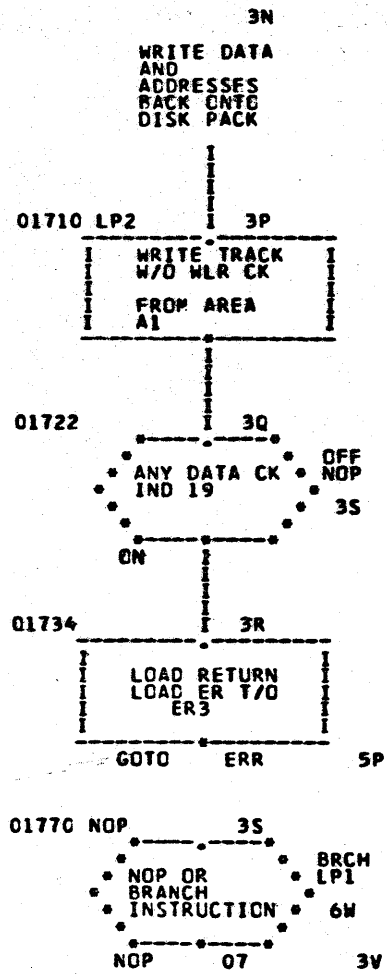 3N
WRITE DATA
AND
ADDRESSES
BACK ONTO
DISK PACK
01710 LP2 3P
WRITE TRACK
W/O WLR CK
FROM AREA
A1
01722 3Q
ANY DATA CK OFF
IND 19 NOP
3S
ON
01734 3R
LOAD RETURN
LOAD ER T/O
ER3
GOTO ERR 5P
01770 NOP 3S
BRCH
NOP OR LP1
BRANCH
INSTRUCTION 6W
NOP 07 3V